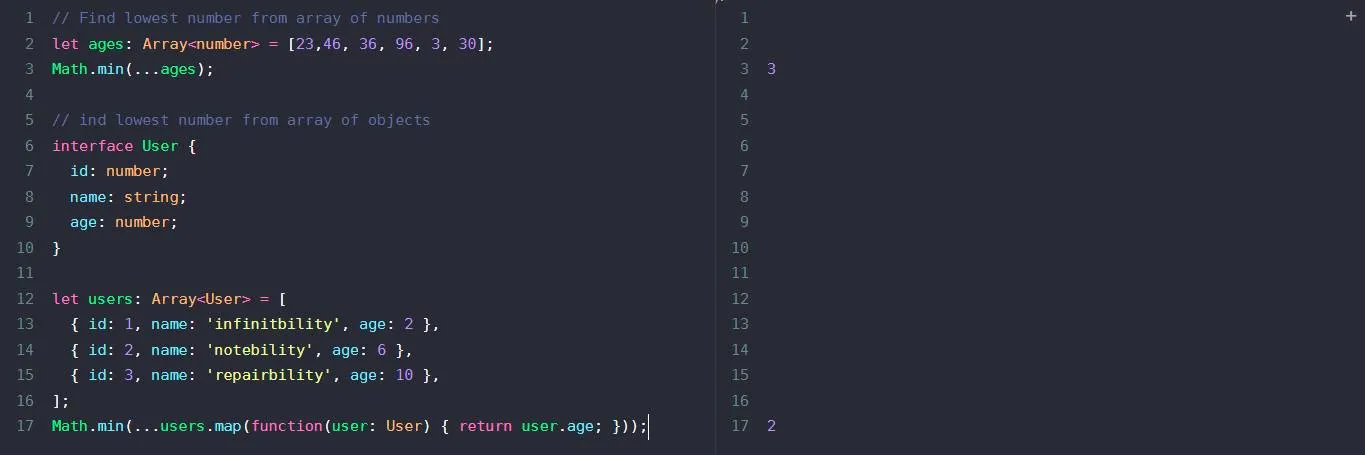 1 // Find lowest number from array of numbers 1
2 let ages: Array<number> = [23,46, 36, 96, 3, 30]; 2
3 Math.min(...ages); 3 3
4 4
5 // ind lowest number from array of objects 5
6 interface User { 6
7 id: number; 7
8 name: string; 8
9 age: number; 9
10 } 10
11 11
12 let users: Array<User> = [ 12
13 { id: 1, name: 'infinitbility', age: 2 }, 13
14 { id: 2, name: 'notebility', age: 6 }, 14
15 { id: 3, name: 'repairbility', age: 10 }, 15
16 ]; 16
17 Math.min(...users.map(function(user: User) { return user.age; })); 17 2